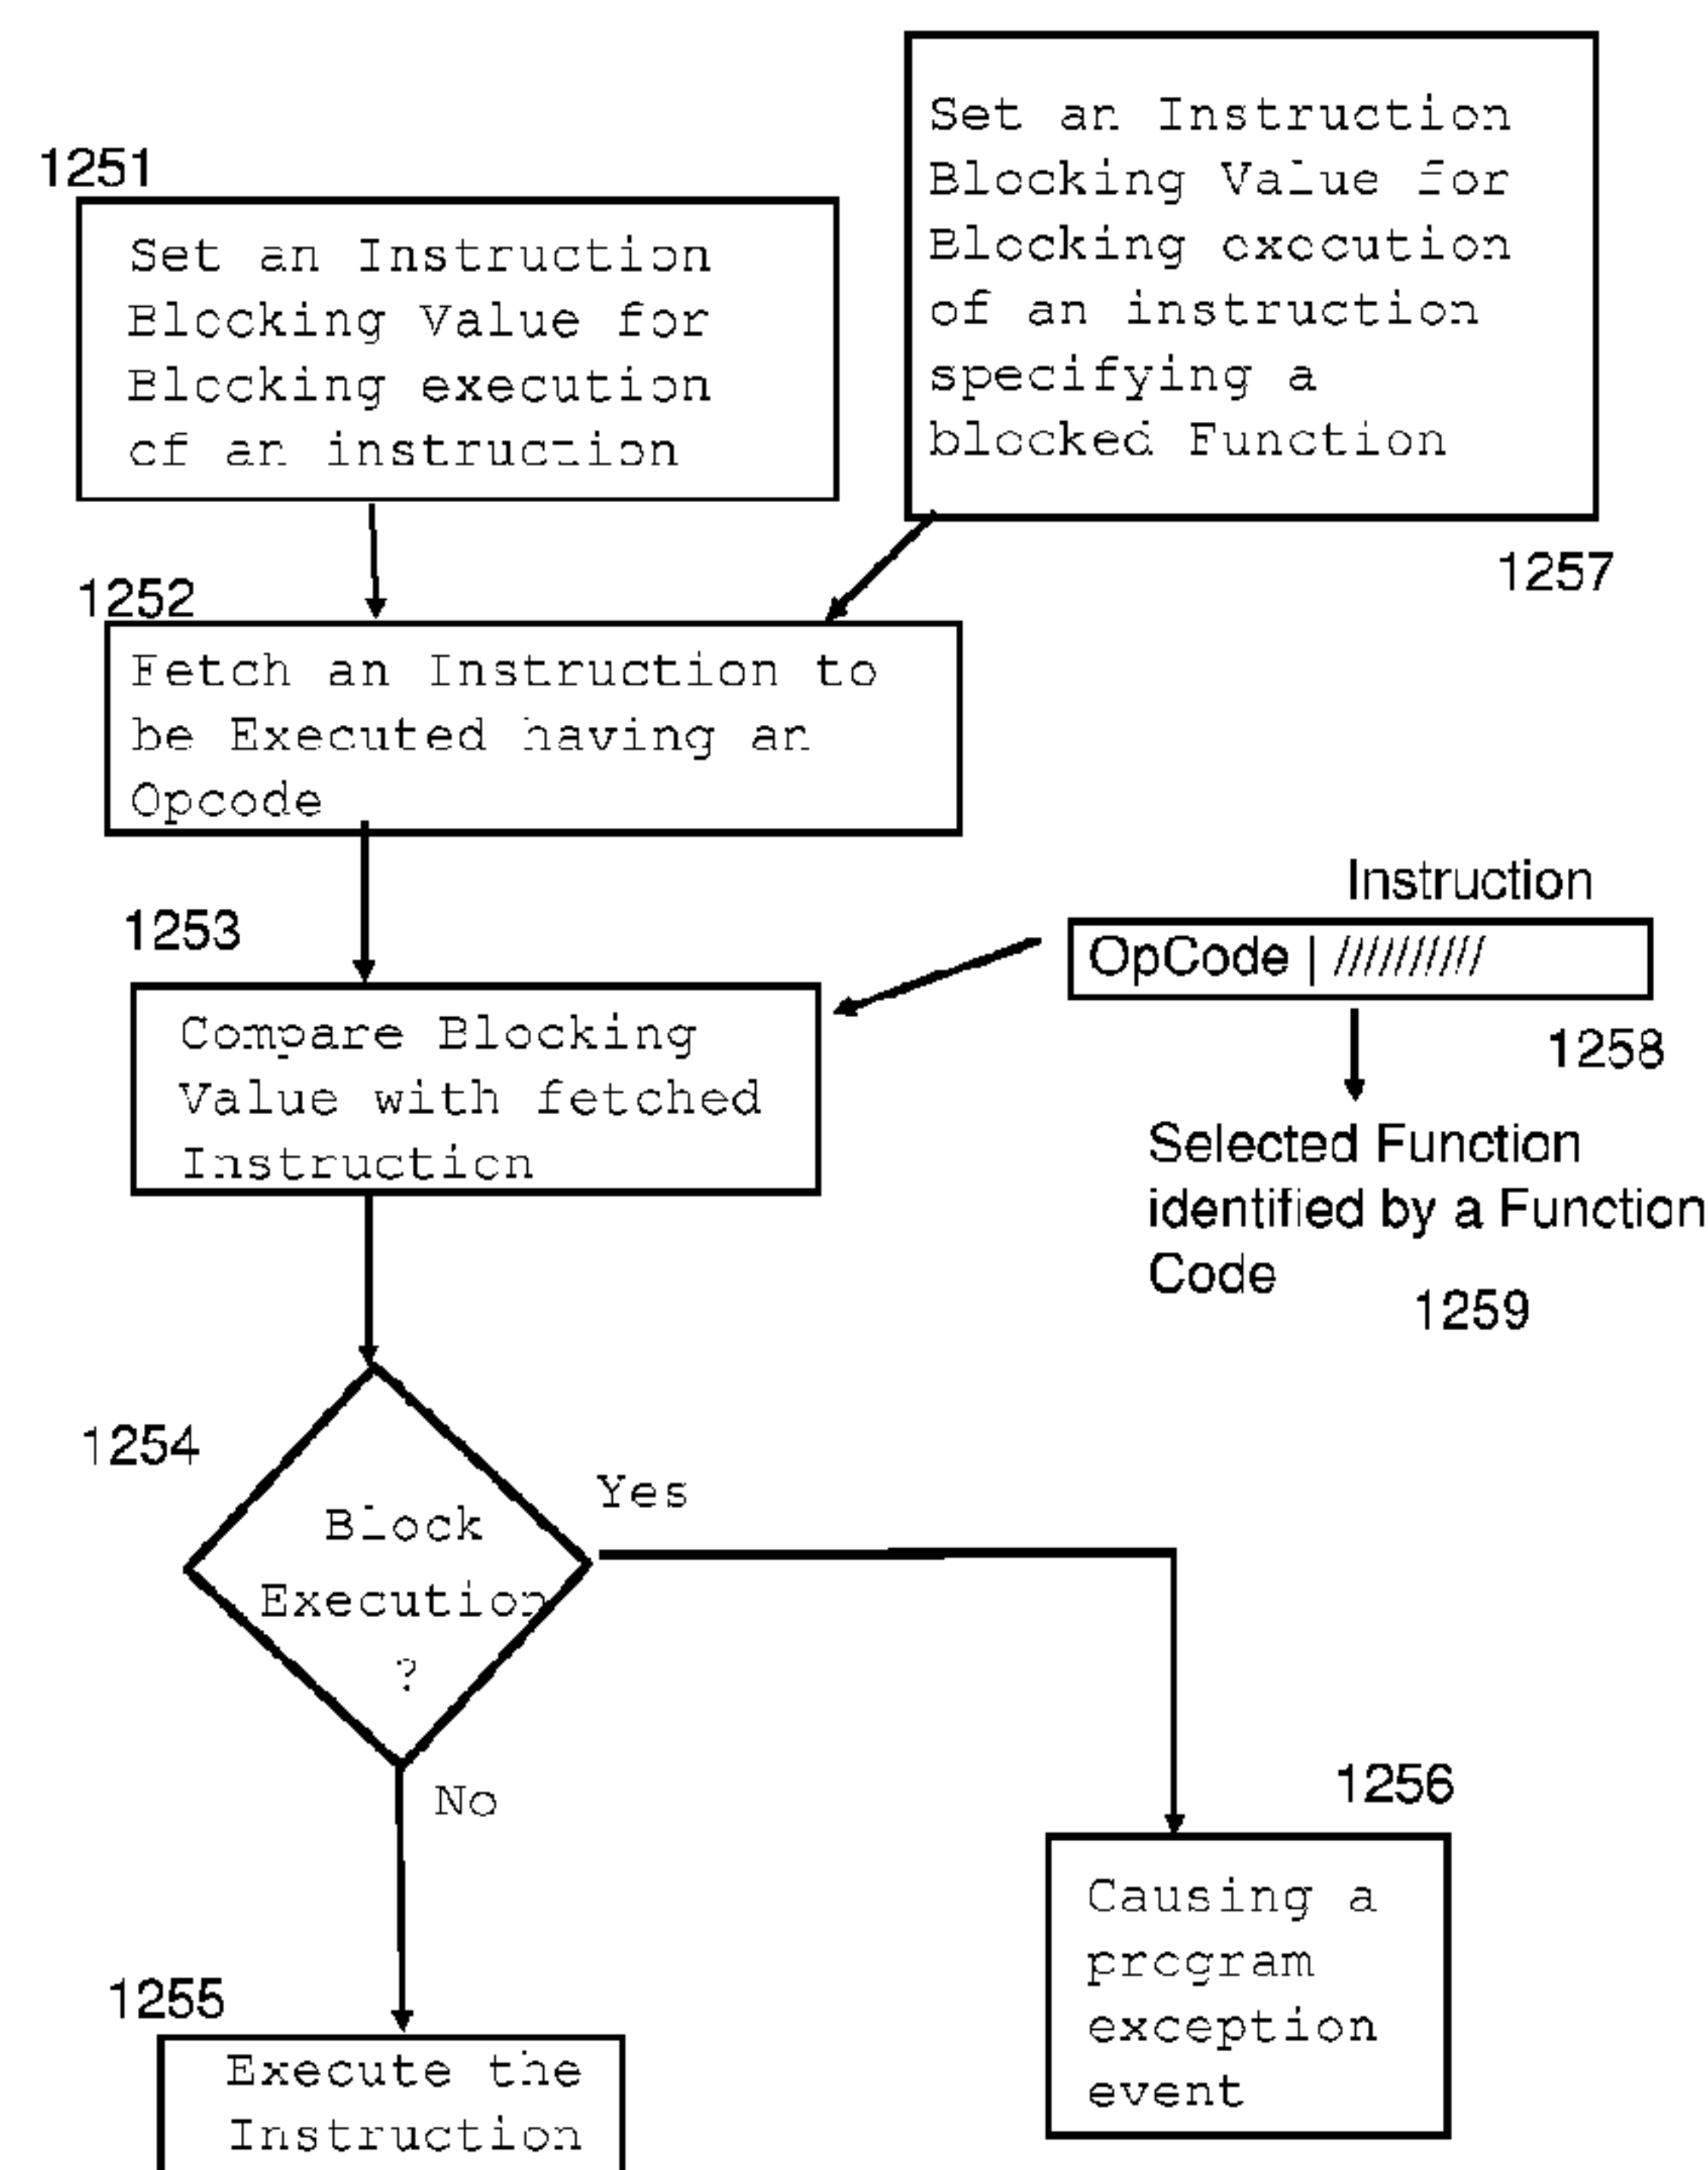 1251
Set an Instruction
Blocking Value for
Blocking execution
of an instruction
Set an Instruction
Blocking Value for
Blocking execution
of an instruction
specifying a
blocked Function
1257
1252
Fetch an Instruction to
be Executed having an
Opcode
1253
Compare Blocking
Value with fetched
Instruction
Instruction
OpCode | //////////
1258
Selected Function
identified by a Function
Code
1259
1254
Block
Execution
?
Yes
No
1256
Causing a
program
exception
event
1255
Execute the
Instruction